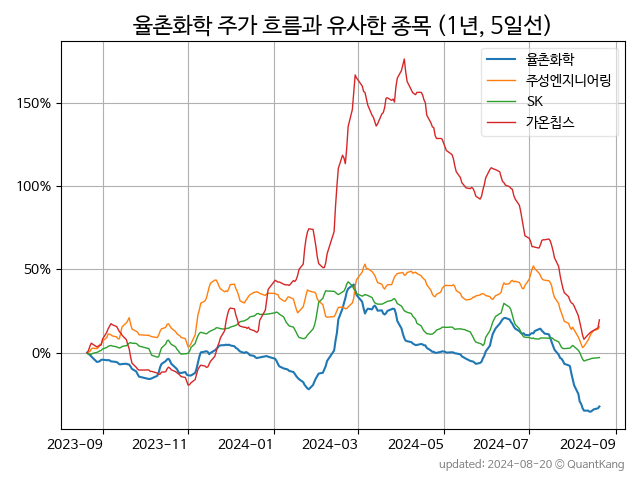 율촌화학 주가 흐름과 유사한 종목 (1년, 5일선)
율촌화학
주성엔지니어링
SK
가온칩스
150%
100%
50%
0%
2023-09 2023-11 2024-01 2024-03 2024-05 2024-07 2024-09
updated: 2024-08-20 © QuantKang